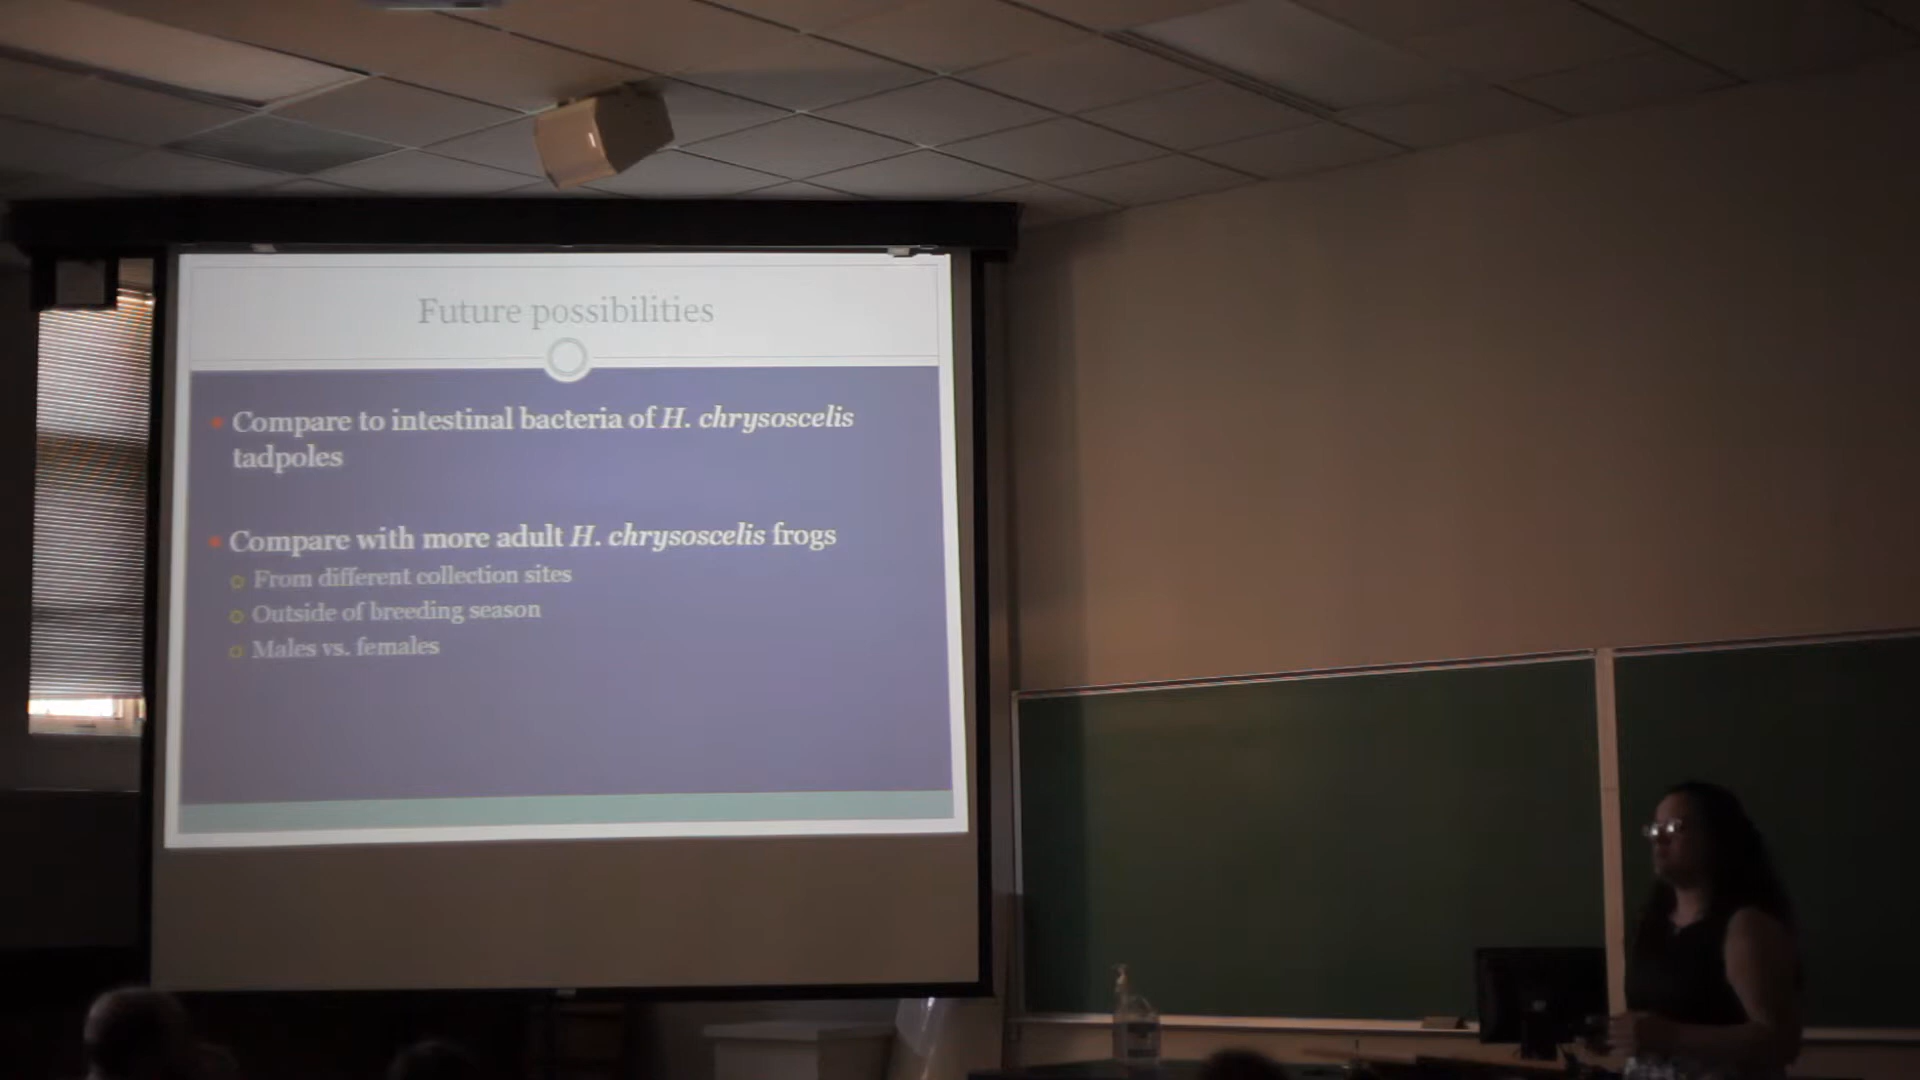 Future possibilities
Compare to intestinal bacteria of H. chrysoscelis
tadpoles
Compare with more adult H. chrysoscelis frogs
From different collection sites
Outside of breeding season
Males vs. females